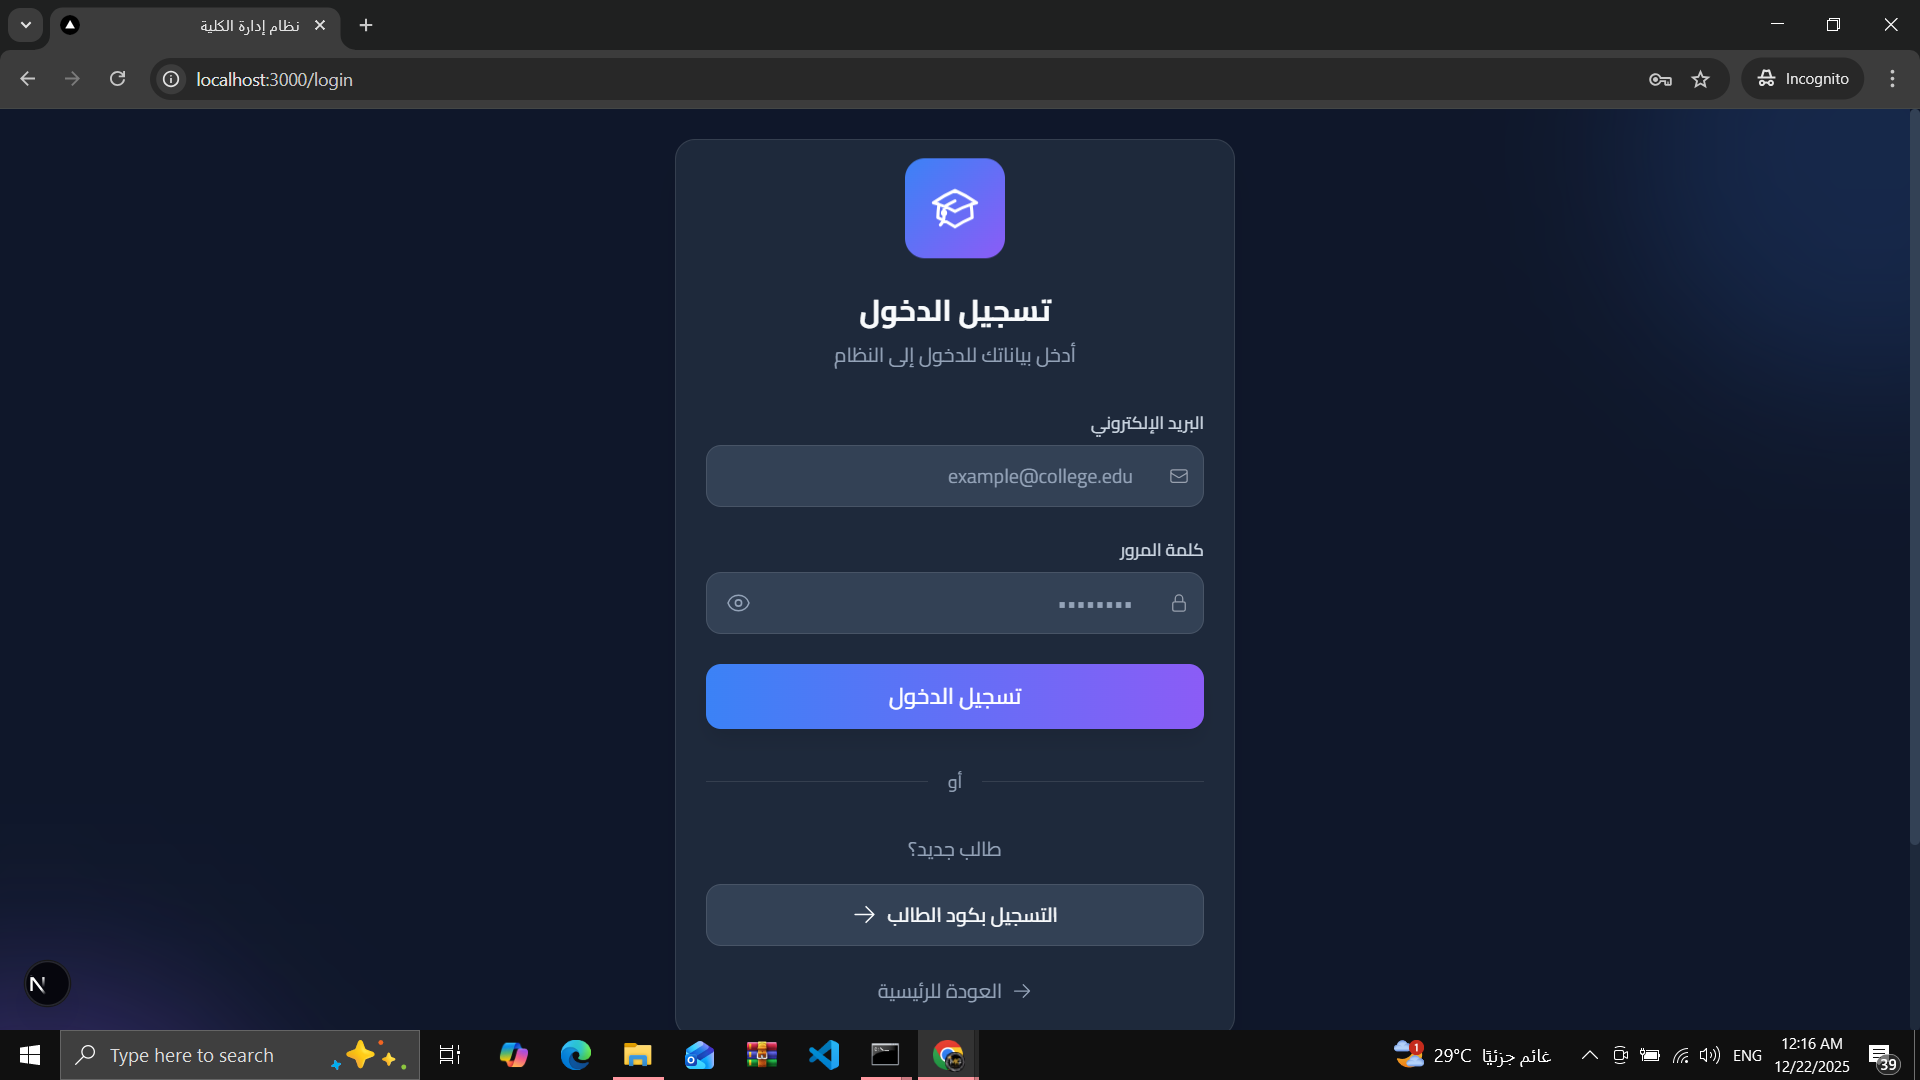 نظام إدارة الكلية
localhost:3000/login
Incognito
تسجيل الدخول
أدخل بياناتك للدخول إلى النظام
البريد الإلكتروني
example@college.edu
كلمة المرور
تسجيل الدخول
أو
طالب جديد؟
التسجيل بكود الطالب
العودة للرئيسية
N
Type here to search
1
29°C غائم جزئيًا
ENG
12:16 AM
12/22/2025
39